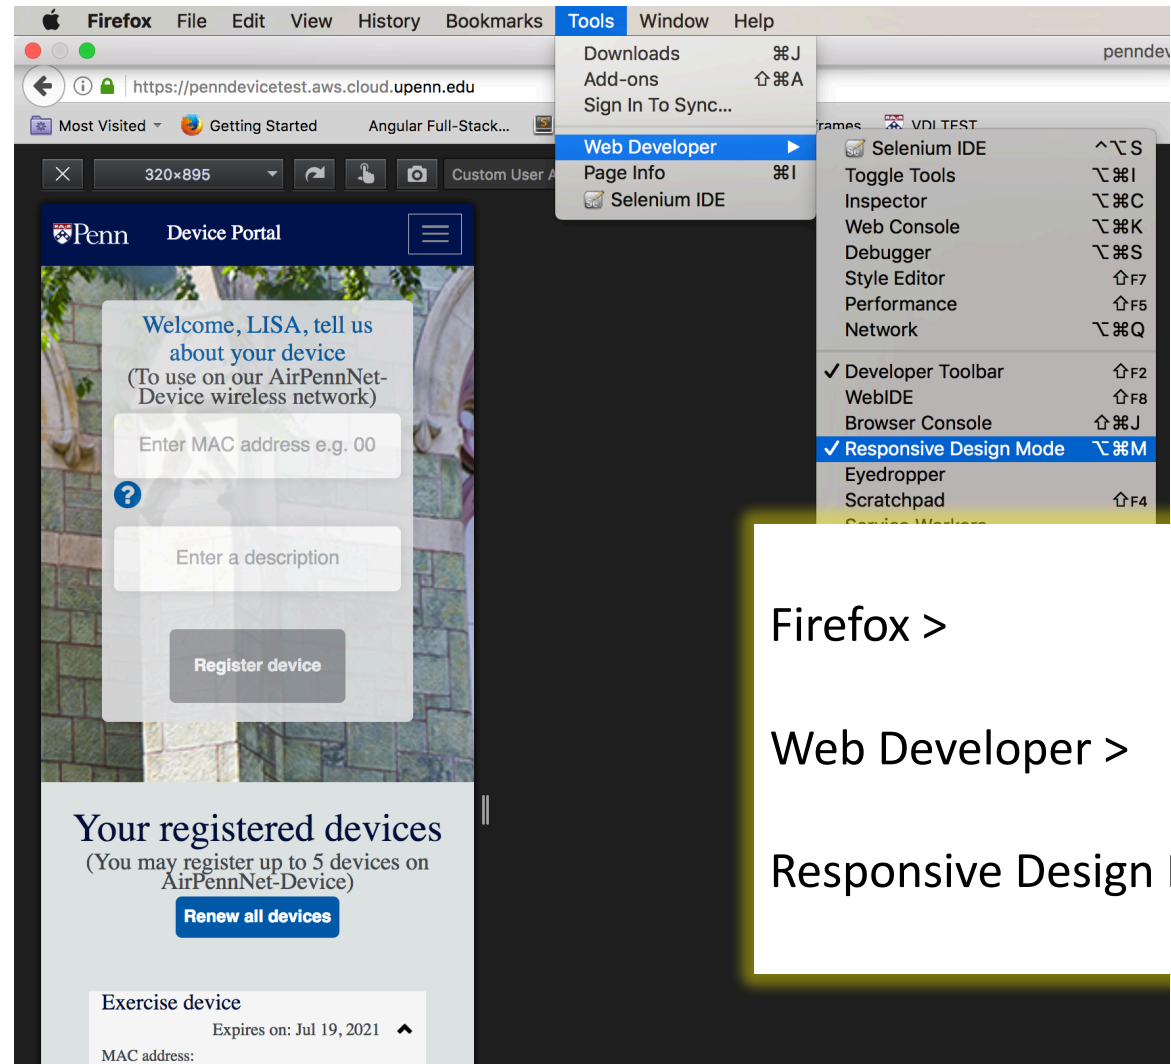 Firefox File Edit View History Bookmarks Tools Window Help
penndev
https://penndevicetest.aws.cloud.upenn.edu
Most Visited Getting Started Angular Full-Stack... frames VDI TEST
Downloads ⌘J
Add-ons ⇧⌘A
Sign In To Sync...
Web Developer ▶
Page Info ⌘I
Selenium IDE
Selenium IDE ^⌥S
Toggle Tools ⌥⌘I
Inspector ⌥⌘C
Web Console ⌥⌘K
Debugger ⌥⌘S
Style Editor ⇧F7
Performance ⇧F5
Network ⌥⌘Q
✓ Developer Toolbar ⇧F2
WebIDE ⇧F8
Browser Console ⇧⌘J
✓ Responsive Design Mode ⌥⌘M
Eyedropper
Scratchpad ⇧F4
Service Workers
320×895 Custom User A
Penn Device Portal
Welcome, LISA, tell us
about your device
(To use on our AirPennNet-
Device wireless network)
Enter MAC address e.g. 00
?
Enter a description
Register device
Your registered devices
(You may register up to 5 devices on
AirPennNet-Device)
Renew all devices
Exercise device
Expires on: Jul 19, 2021
MAC address:
Firefox >
Web Developer >
Responsive Design